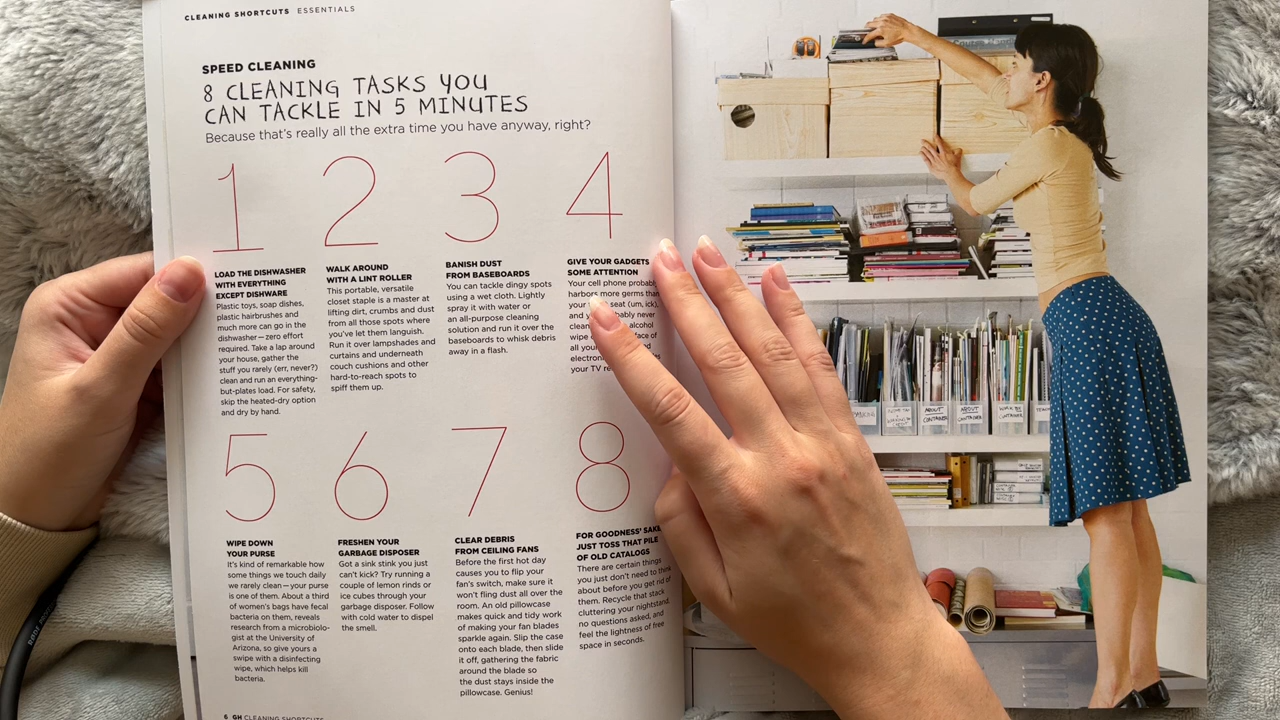 CLEANING SHORTCUTS ESSENTIALS
SPEED CLEANING
8 CLEANING TASKS YOU
CAN TACKLE IN 5 MINUTES
Because that's really all the extra time you have anyway, right?
1
LOAD THE DISHWASHER
WITH EVERYTHING
EXCEPT DISHWARE
Plastic toys, soap dishes,
plastic hairbrushes and
much more can go in the
dishwasher—zero effort
required. Take a lap around
your house, gather the
stuff you rarely (err, never?)
clean and run an everything-
but-plates load. For safety,
skip the heated-dry option
and dry by hand.
2
WALK AROUND
WITH A LINT ROLLER
This portable, versatile
closet staple is a master at
lifting dirt, crumbs and dust
from all those spots where
you've let them languish.
Run it over lampshades and
curtains and underneath
couch cushions and other
hard-to-reach spots to
spiff them up.
3
BANISH DUST
FROM BASEBOARDS
You can tackle dingy spots
using a wet cloth. Lightly
spray it with water or
an all-purpose cleaning
solution and run it over the
baseboards to whisk debris
away in a flash.
4
GIVE YOUR GADGETS
SOME ATTENTION
Your cell phone
harbors more germs than
your seat (um, ick),
and never
alcohol
wipe
all your
your TV
5
WIPE DOWN
YOUR PURSE
It's kind of remarkable how
some things we touch daily
we rarely clean—your purse
is one of them. About a third
of women's bags have fecal
bacteria on them, reveals
research from a microbiolo-
gist at the University of
Arizona, so give yours a
swipe with a disinfecting
wipe, which helps kill
bacteria.
6
FRESHEN YOUR
GARBAGE DISPOSER
Got a sink stink you just
can't kick? Try running a
couple of lemon rinds or
ice cubes through your
garbage disposer. Follow
with cold water to dispel
the smell.
7
CLEAR DEBRIS
FROM CEILING FANS
Before the first hot day
causes you to flip your
fan's switch, make sure it
won't fling dust all over the
room. An old pillowcase
makes quick and tidy work
of making your fan blades
sparkle again. Slip the case
onto each blade, then slide
it off, gathering the fabric
around the blade so
the dust stays inside the
pillowcase. Genius!
8
FOR GOODNESS' SAKE
JUST TOSS THAT PILE
OF OLD CATALOGS
There are certain things
you just don't need to think
about before you get rid of
them. Recycle that stack
cluttering your nightstand,
no questions asked, and
feel the lightness of free
space in seconds.
6 GH CLEANING SHORTCUTS
ABOUT
CONTAINER
ABOUT
CONTAINER
WORK BY
CONTAINER